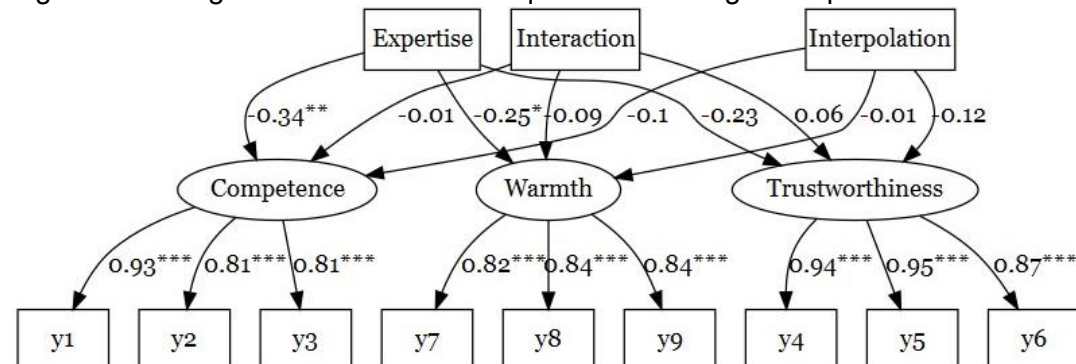 Expertise
Interaction
Interpolation
-0.34**
-0.01
-0.25*
-0.09
-0.1
-0.23
0.06
-0.01
-0.12
Competence
Warmth
Trustworthiness
0.93***
0.81***
0.81***
0.82***
0.84***
0.84***
0.94***
0.95***
0.87***
y1
y2
y3
y7
y8
y9
y4
y5
y6